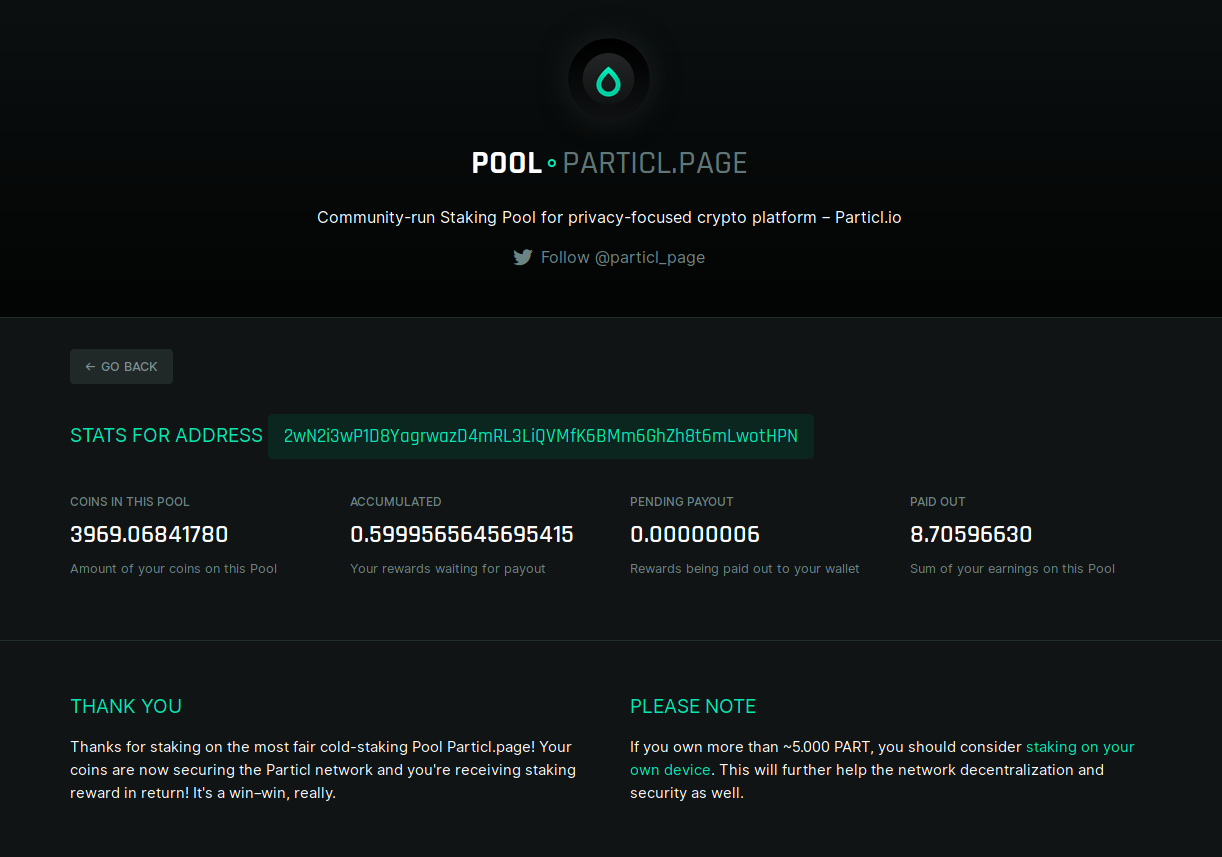 POOL PARTICL.PAGE
Community-run Staking Pool for privacy-focused crypto platform – Particl.io
Follow @particl_page
← GO BACK
STATS FOR ADDRESS 2wN2i3wP1D8YagrwazD4mRL3LiQVMfK6BMm6GhZh8t6mLwotHPN
COINS IN THIS POOL
3969.06841780
Amount of your coins on this Pool
ACCUMULATED
0.5999565645695415
Your rewards waiting for payout
PENDING PAYOUT
0.00000006
Rewards being paid out to your wallet
PAID OUT
8.70596630
Sum of your earnings on this Pool
THANK YOU
Thanks for staking on the most fair cold-staking Pool Particl.page! Your
coins are now securing the Particl network and you're receiving staking
reward in return! It's a win–win, really.
PLEASE NOTE
If you own more than ~5.000 PART, you should consider staking on your
own device. This will further help the network decentralization and
security as well.